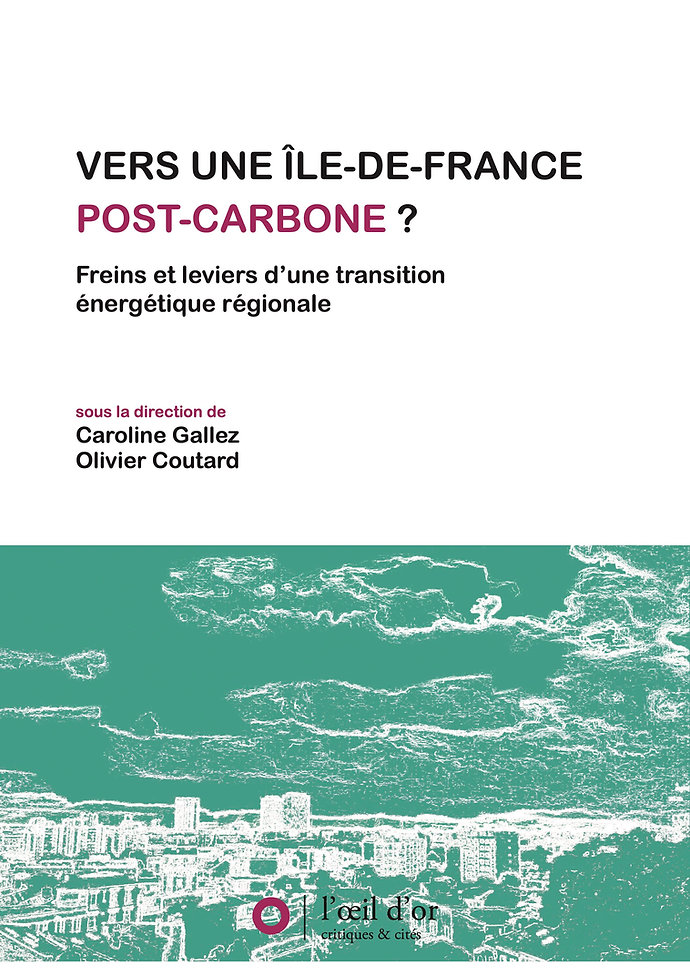 VERS UNE ÎLE-DE-FRANCE
POST-CARBONE ?
Freins et leviers d’une transition
énergétique régionale
sous la direction de
Caroline Gallez
Olivier Coutard
l’œil d’or
critiques & cités